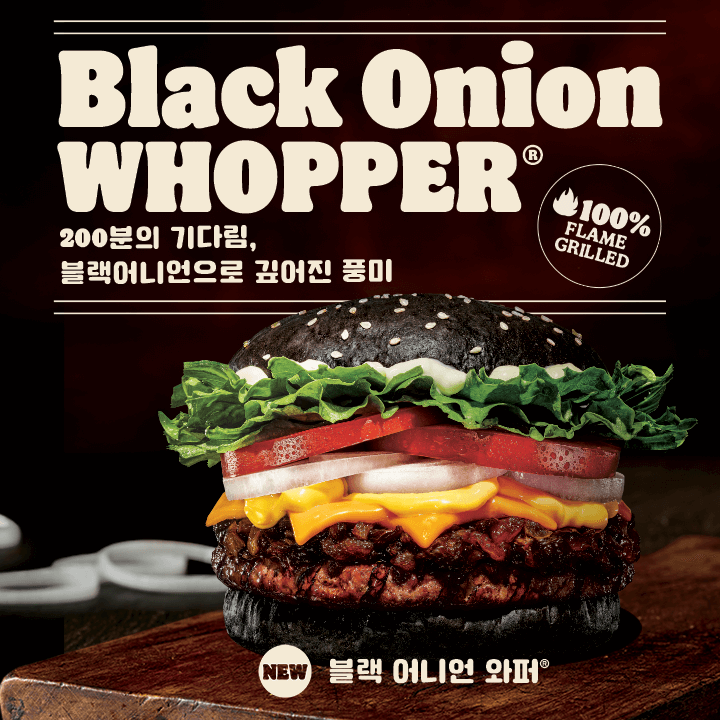 Black Onion
WHOPPER®
200분의 기다림,
블랙어니언으로 깊어진 풍미
100%
FLAME
GRILLED
NEW
블랙 어니언 와퍼®